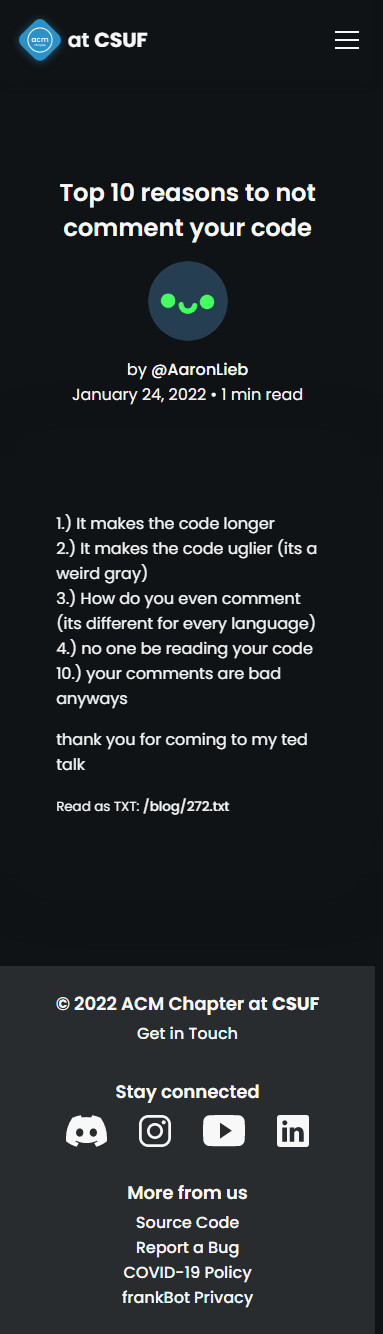 acm
at CSUF
Top 10 reasons to not
comment your code
by @AaronLieb
January 24, 2022 • 1 min read
1.) It makes the code longer
2.) It makes the code uglier (its a
weird gray)
3.) How do you even comment
(its different for every language)
4.) no one be reading your code
10.) your comments are bad
anyways
thank you for coming to my ted
talk
Read as TXT: /blog/272.txt
© 2022 ACM Chapter at CSUF
Get in Touch
Stay connected
in
More from us
Source Code
Report a Bug
COVID-19 Policy
frankBot Privacy